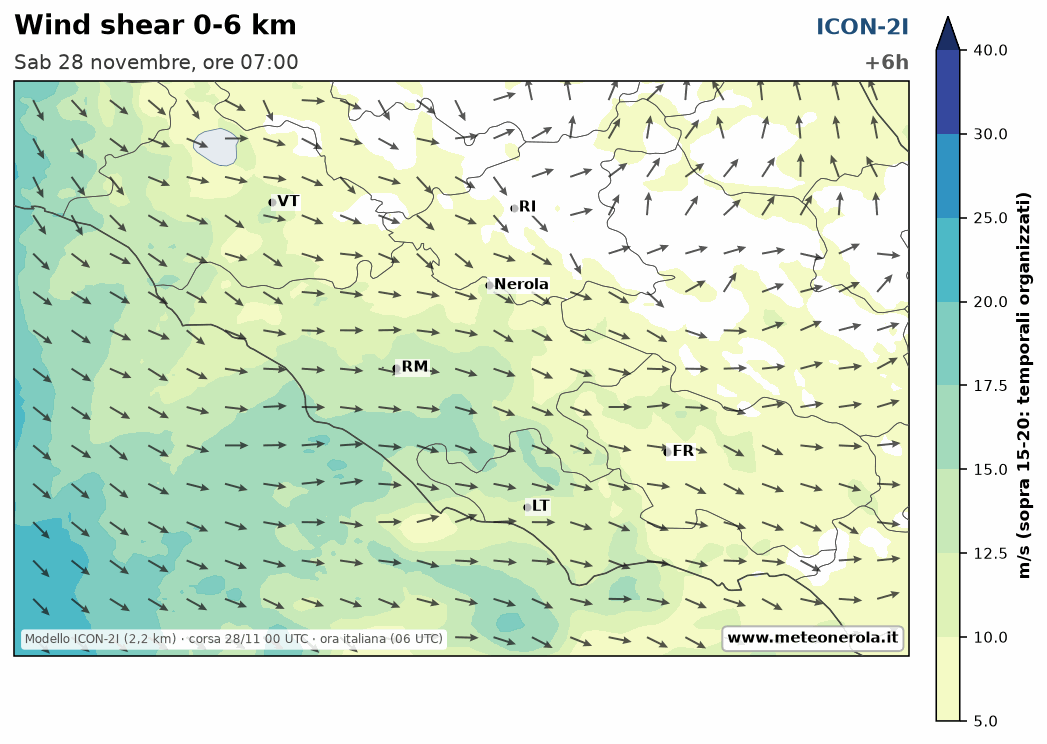 Wind shear 0-6 km
ICON-2I
Sab 28 novembre, ore 07:00
+6h
40.0
30.0
25.0
20.0
17.5
15.0
12.5
10.0
5.0
m/s (sopra 15-20: temporali organizzati)
VT
RI
Nerola
RM
FR
LT
Modello ICON-2I (2,2 km) · corsa 28/11 00 UTC · ora italiana (06 UTC)
www.meteonerola.it